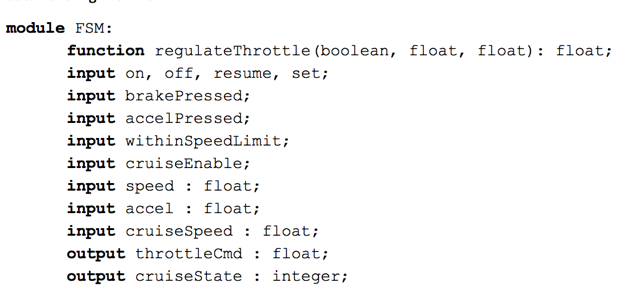 module FSM:
function regulateThrottle(boolean, float, float): float;
input on, off, resume, set;
input brakePressed;
input accelPressed;
input withinSpeedLimit;
input cruiseEnable;
input speed : float;
input accel : float;
input cruiseSpeed : float;
output throttleCmd : float;
output cruiseState : integer;